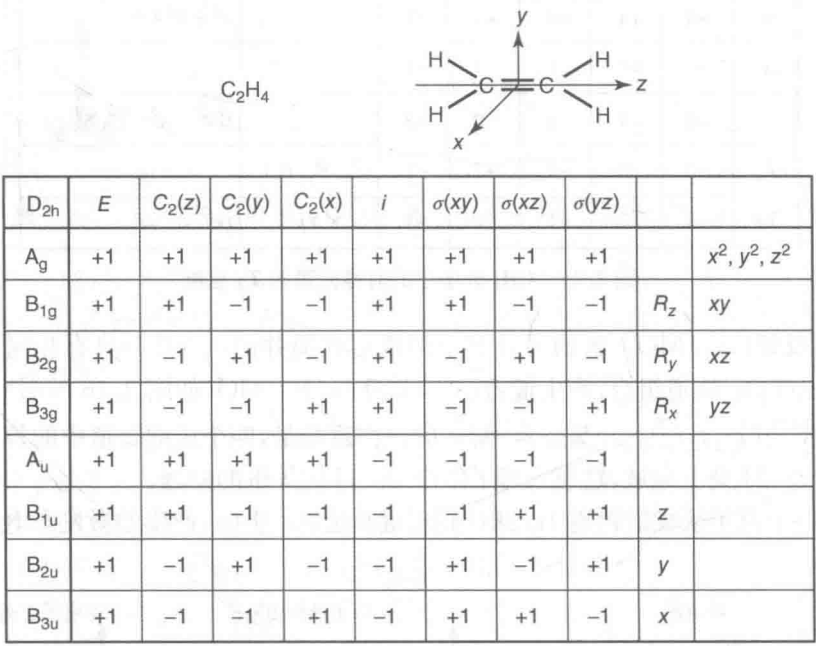 y
H H
C₂H₄ C C z
H H
x
D₂ₕ E C₂(z) C₂(y) C₂(x) i σ(xy) σ(xz) σ(yz)
A_g +1 +1 +1 +1 +1 +1 +1 +1 x², y², z²
B₁g +1 +1 −1 −1 +1 +1 −1 −1 R_z xy
B₂g +1 −1 +1 −1 +1 −1 +1 −1 R_y xz
B₃g +1 −1 −1 +1 +1 −1 −1 +1 Rₓ yz
Aᵤ +1 +1 +1 +1 −1 −1 −1 −1
B₁ᵤ +1 +1 −1 −1 −1 −1 +1 +1 z
B₂ᵤ +1 −1 +1 −1 −1 +1 −1 +1 y
B₃ᵤ +1 −1 −1 +1 −1 +1 +1 −1 x